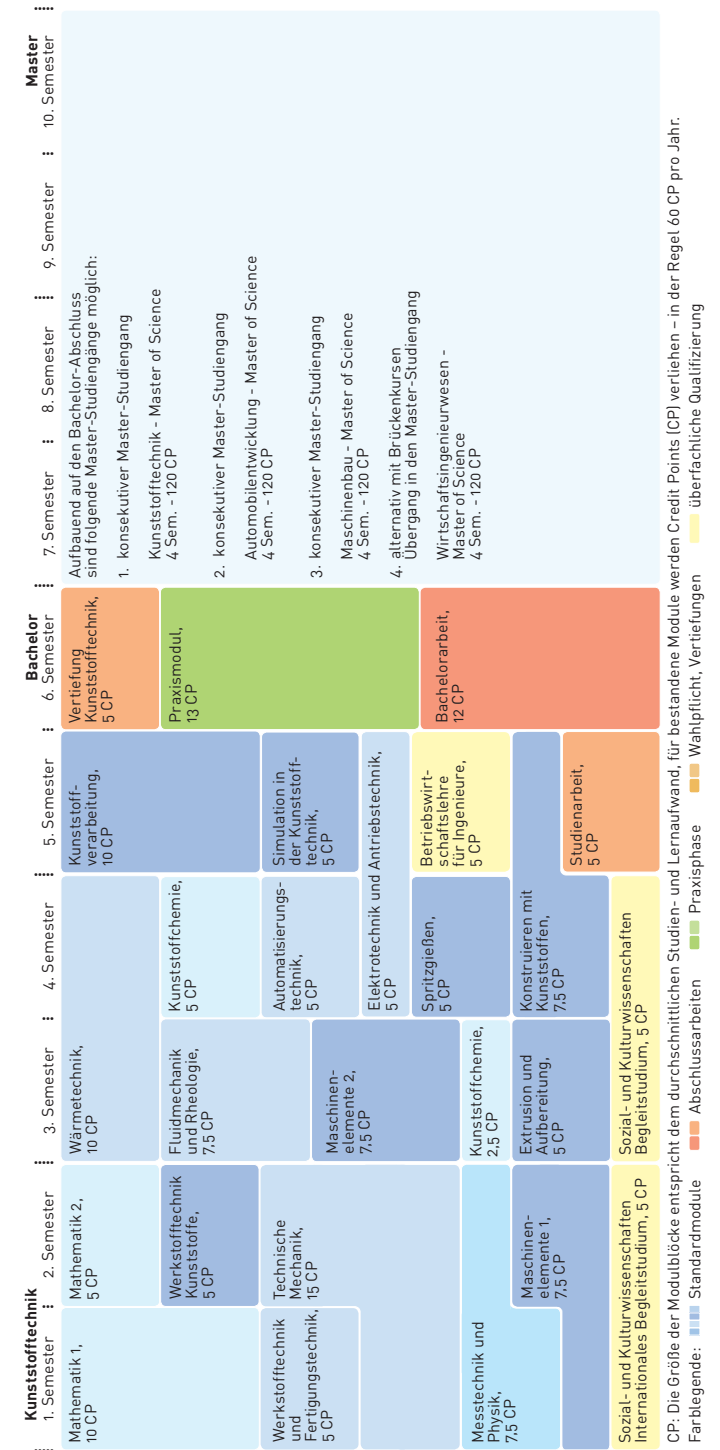 Kunststofftechnik
1. Semester
2. Semester
3. Semester
4. Semester
5. Semester
Bachelor
6. Semester
7. Semester
8. Semester
9. Semester
Master
10. Semester
Mathematik 1,
10 CP
Werkstofftechnik
und
Fertigungstechnik,
5 CP
Messtechnik und
Physik,
7.5 CP
Sozial- und Kulturwissenschaften
Internationales Begleitstudium, 5 CP
Mathematik 2,
5 CP
Werkstofftechnik
Kunststoffe,
5 CP
Technische
Mechanik,
15 CP
Maschinen-
elemente 1,
7.5 CP
Wärmetechnik,
10 CP
Fluidmechanik
und Rheologie,
7.5 CP
Maschinen-
elemente 2,
7.5 CP
Kunststoffchemie,
2,5 CP
Extrusion und
Aufbereitung,
5 CP
Sozial- und Kulturwissenschaften
Begleitstudium, 5 CP
Kunststoffchemie,
5 CP
Automatisierungs-
technik,
5 CP
Elektrotechnik und Antriebstechnik,
5 CP
Spritzgießen,
5 CP
Konstruieren mit
Kunststoffen,
7.5 CP
Kunststoff-
verarbeitung,
10 CP
Simulation in
der Kunststoff-
technik,
5 CP
Betriebswirt-
schaftslehre
für Ingenieure,
5 CP
Studienarbeit,
5 CP
Vertiefung
Kunststofftechnik,
5 CP
Praxismodul,
13 CP
Bachelorarbeit,
12 CP
Aufbauend auf den Bachelor-Abschluss
sind folgende Master-Studiengänge möglich:
1. konsekutiver Master-Studiengang
Kunststofftechnik - Master of Science
4 Sem. - 120 CP
2. konsekutiver Master-Studiengang
Automobilentwicklung - Master of Science
4 Sem. - 120 CP
3. konsekutiver Master-Studiengang
Maschinenbau - Master of Science
4 Sem. - 120 CP
4. alternativ mit Brückenkursen
Übergang in den Master-Studiengang
Wirtschaftsingenieurwesen -
Master of Science
4 Sem. - 120 CP
CP: Die Größe der Modulblöcke entspricht dem durchschnittlichen Studien- und Lernaufwand, für bestandene Module werden Credit Points (CP) verliehen – in der Regel 60 CP pro Jahr.
Farblegende: Standardmodule Abschlussarbeiten Praxisphase Wahlpflicht, Vertiefungen überfachliche Qualifizierung